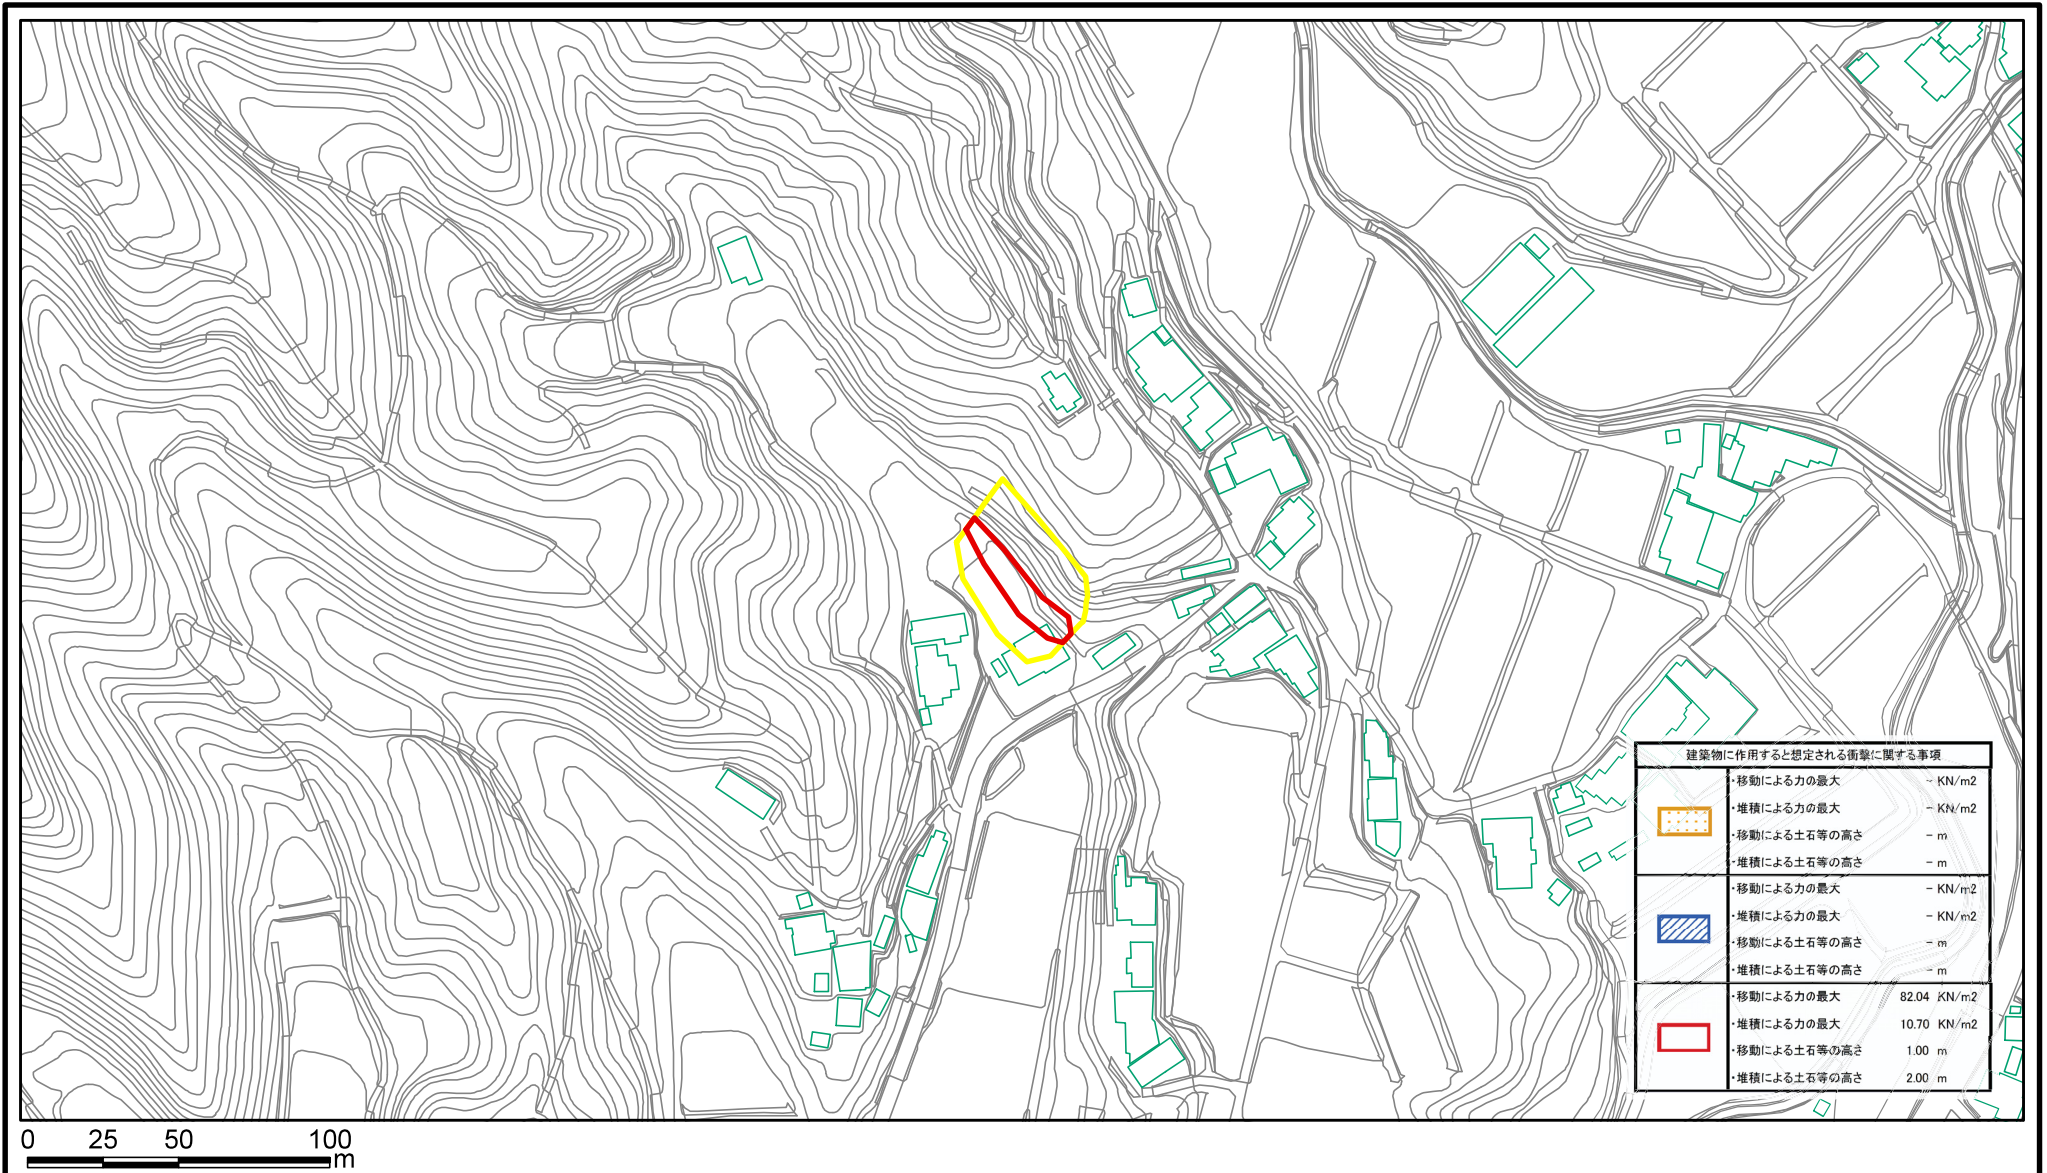 建築物に作用すると想定される衝撃に関する事項
・移動による力の最大 - KN/m2
・堆積による力の最大 - KN/m2
・移動による土石等の高さ - m
・堆積による土石等の高さ - m
・移動による力の最大 - KN/m2
・堆積による力の最大 - KN/m2
・移動による土石等の高さ - m
・堆積による土石等の高さ - m
・移動による力の最大 82.04 KN/m2
・堆積による力の最大 10.70 KN/m2
・移動による土石等の高さ 1.00 m
・堆積による土石等の高さ 2.00 m
0 25 50 100
m